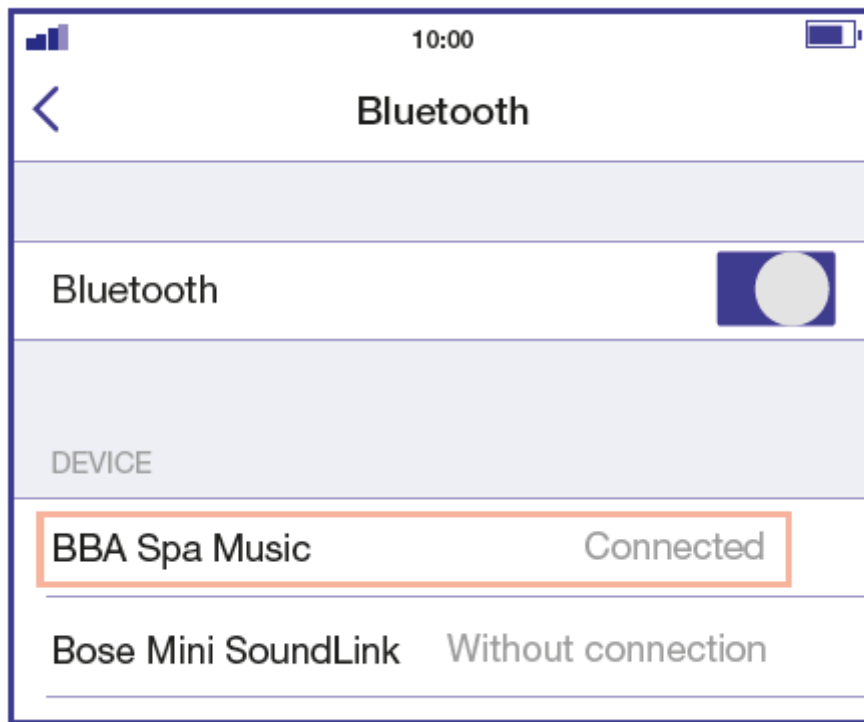 10:00
Bluetooth
Bluetooth
DEVICE
BBA Spa Music Connected
Bose Mini SoundLink Without connection